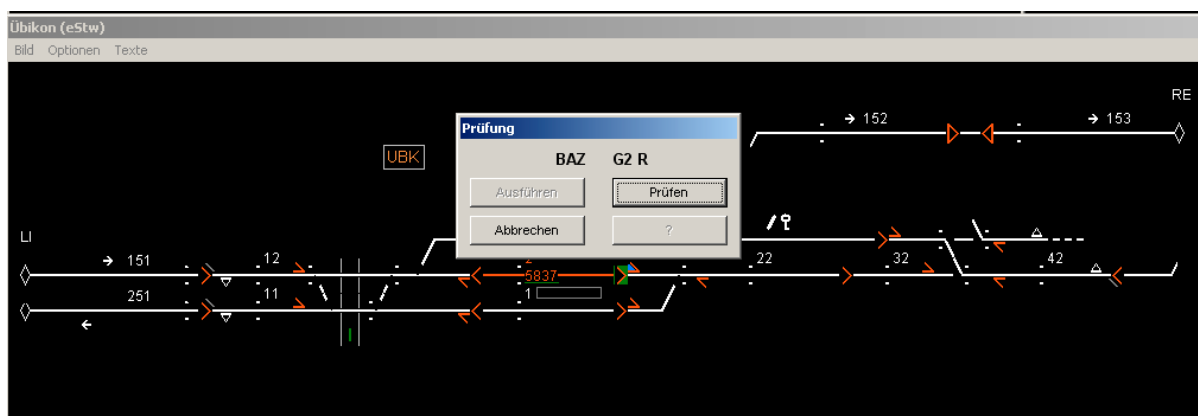 Übikon (eStw)
Bild Optionen Texte
RE
→ 152 → 153
Prüfung
BAZ G2 R
Ausführen Prüfen
Abbrechen ?
UBK
LI
→ 151 12 5837 22 32 42
251 11 1
←